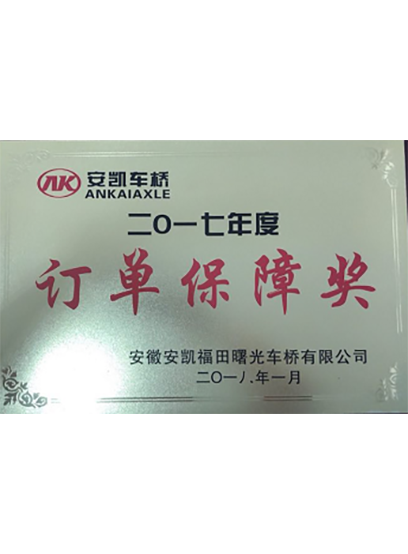 AK 安凯车桥
ANKAIAXLE
二〇一七年度
订单保障奖
安徽安凯福田曙光车桥有限公司
二〇一八年一月